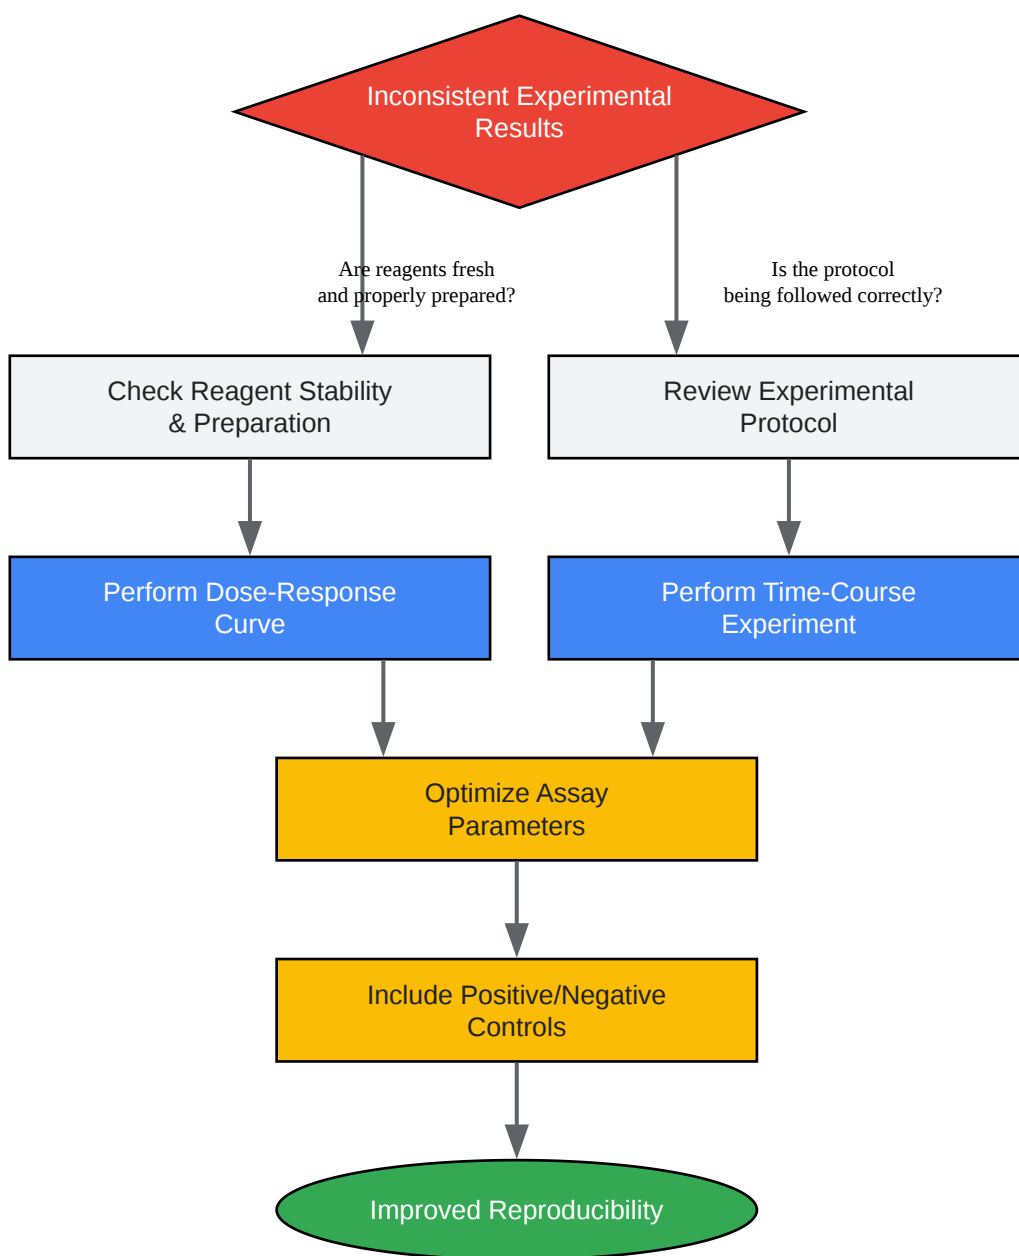 Inconsistent Experimental
Results
Are reagents fresh
and properly prepared?
Is the protocol
being followed correctly?
Check Reagent Stability
& Preparation
Review Experimental
Protocol
Perform Dose-Response
Curve
Perform Time-Course
Experiment
Optimize Assay
Parameters
Include Positive/Negative
Controls
Improved Reproducibility